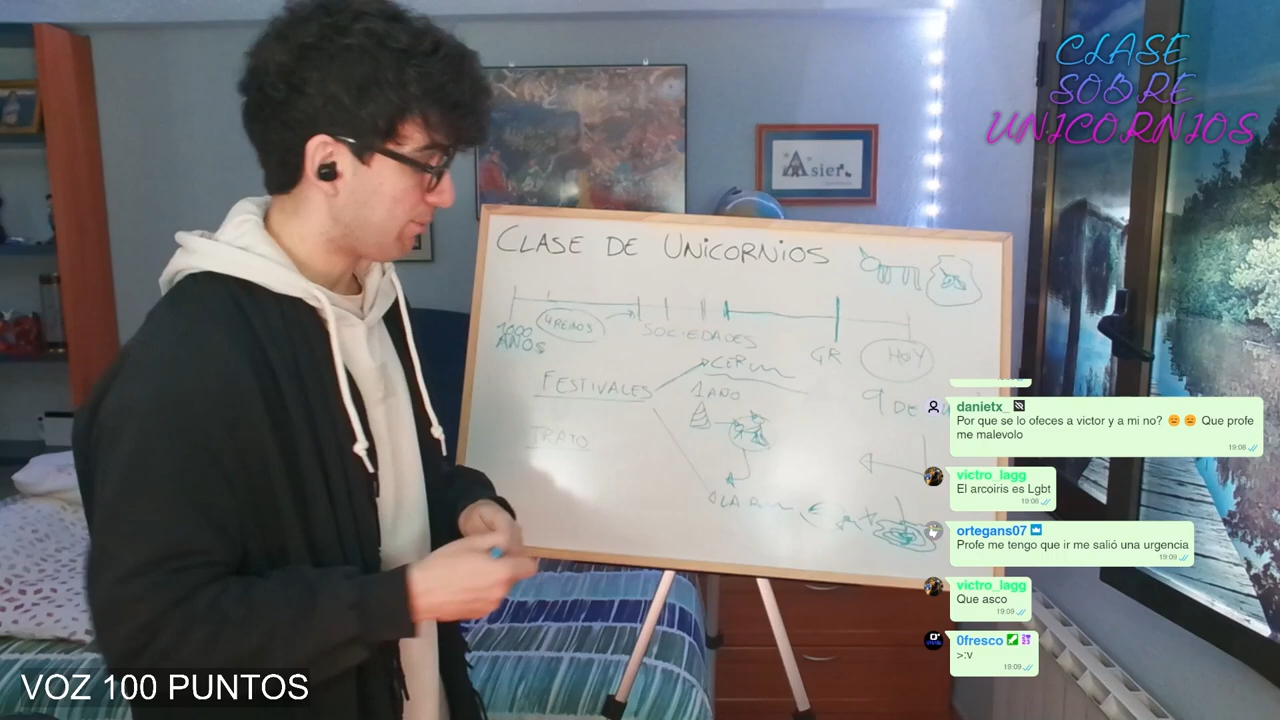 CLASE
SOBRE
UNICORNIOS
Asier
CLASE DE UNICORNIOS
1000
AÑOS
4 REINOS
SOCIEDADES
GR
HOY
FESTIVALES
1 AÑO
9 DE
TRATO
danietx_
Por que se lo ofeces a victor y a mi no? 😑 😑 Que profe
me malevolo
19:08
victro_lagg
El arcoiris es Lgbt
19:08
ortegans07
Profe me tengo que ir me salió una urgencia
19:09
victro_lagg
Que asco
19:09
0fresco
>:v
19:09
VOZ 100 PUNTOS